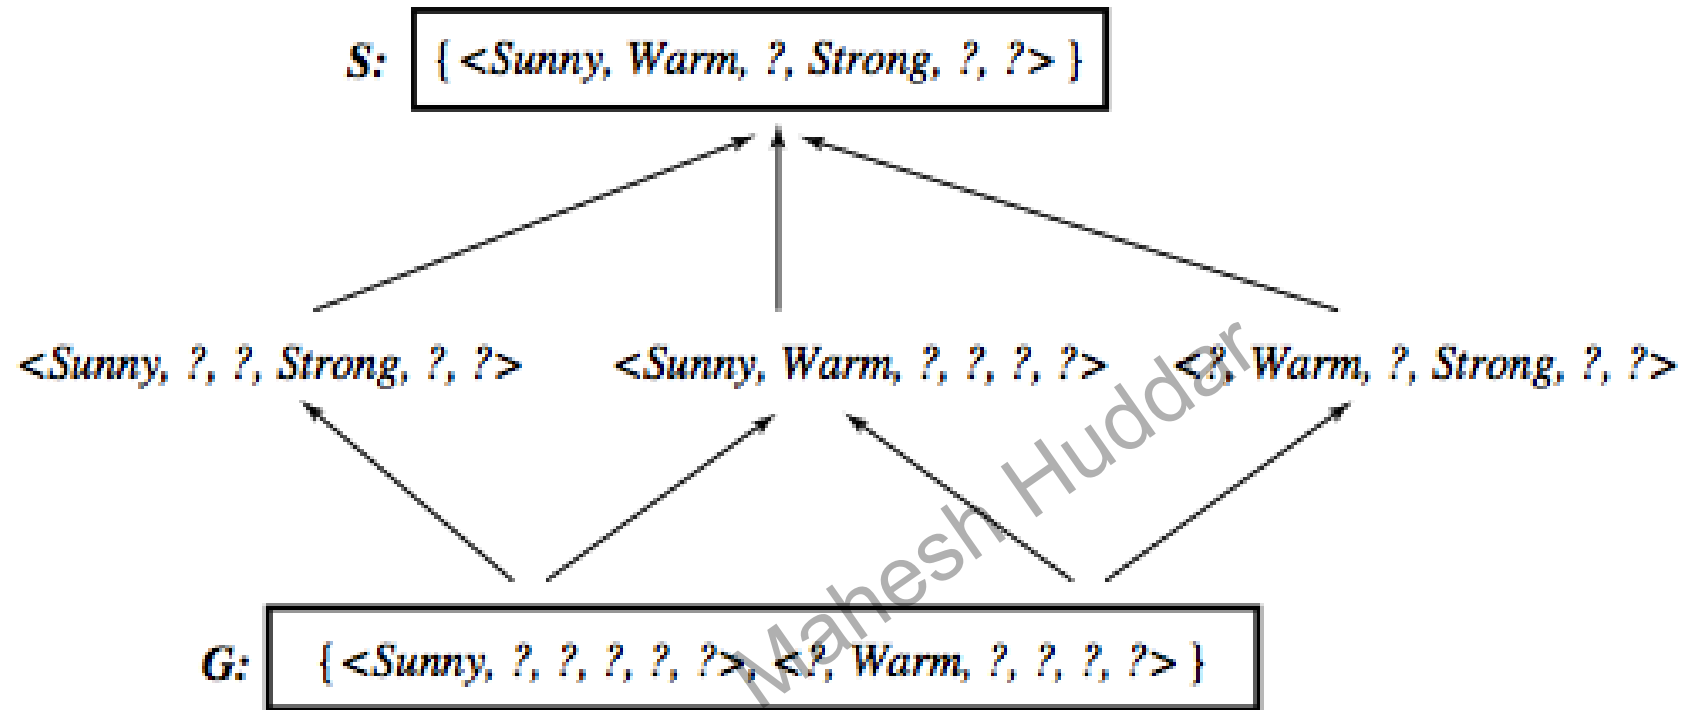 S: { <Sunny, Warm, ?, Strong, ?, ?> }
<Sunny, ?, ?, Strong, ?, ?> <Sunny, Warm, ?, ?, ?, ?> <?, Warm, ?, Strong, ?, ?>
G: { <Sunny, ?, ?, ?, ?, ?>, <?, Warm, ?, ?, ?, ?> }
Mahesh Huddar